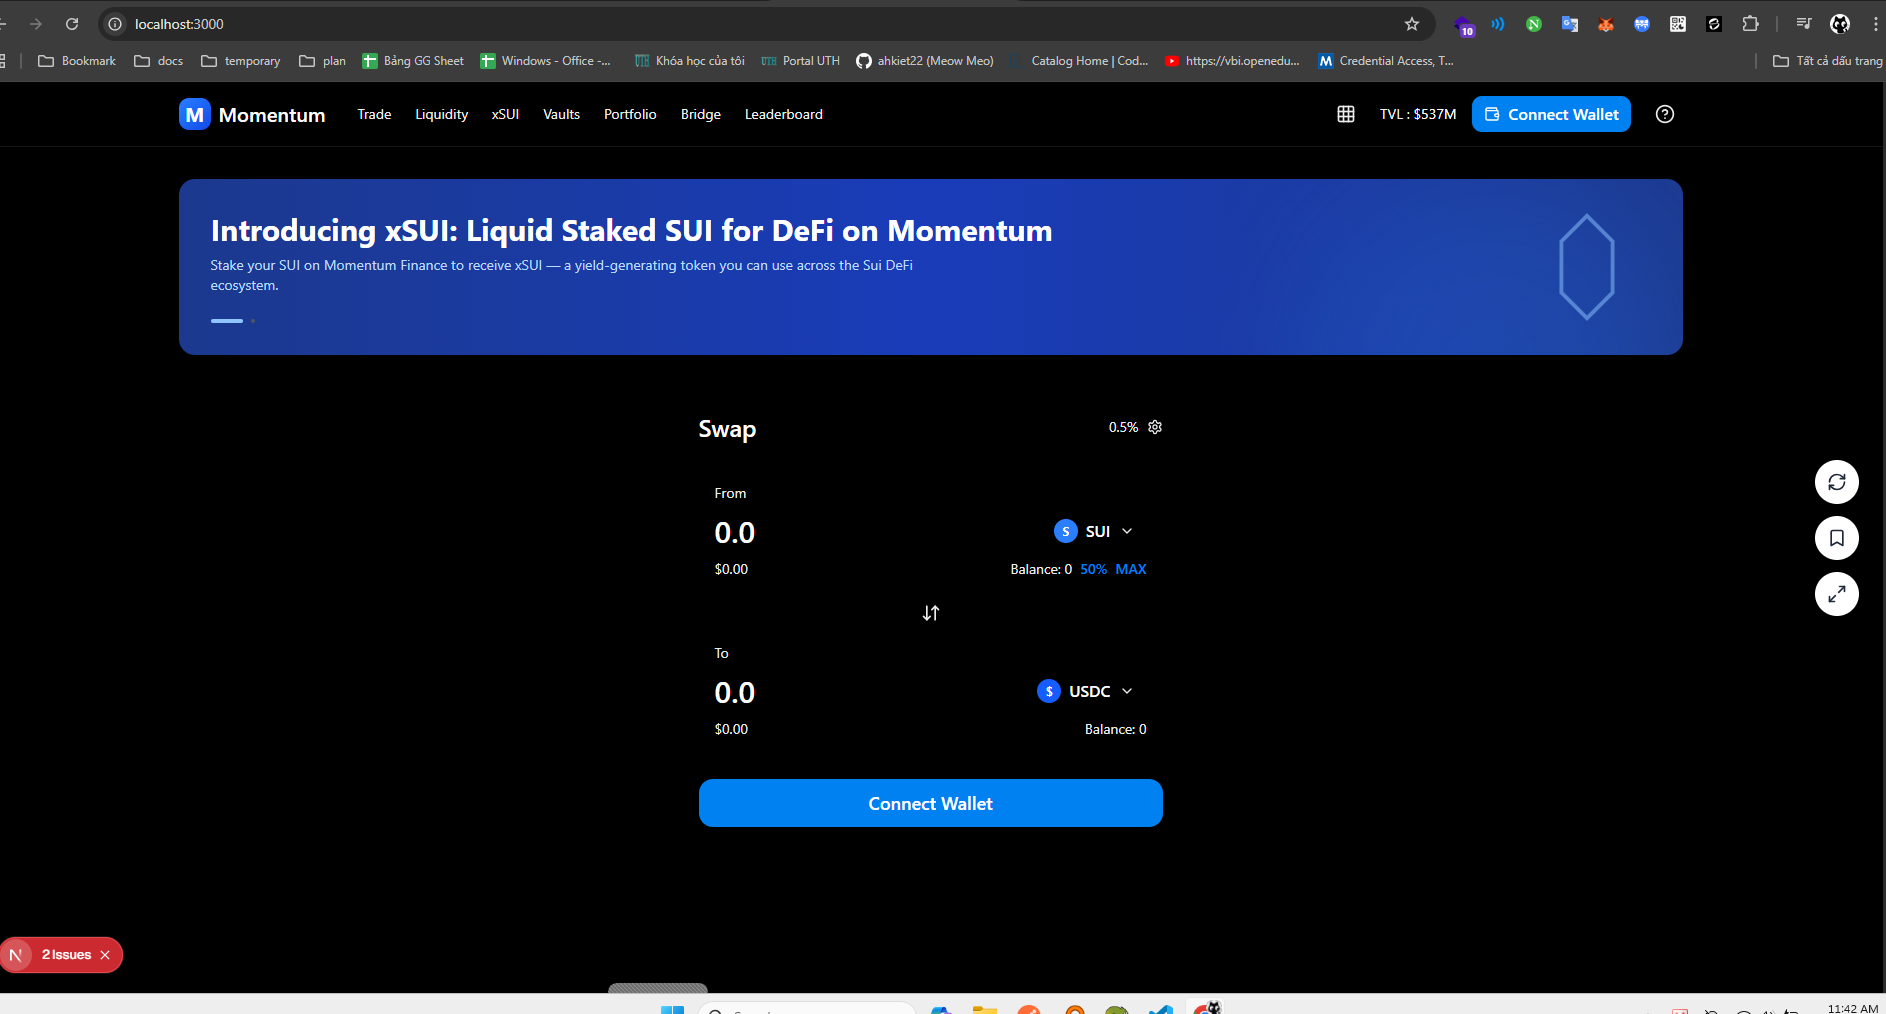 localhost:3000
10
Bookmark docs temporary plan Bảng GG Sheet Windows - Office -... Khóa học của tôi Portal UTH ahkiet22 (Meow Meo) Catalog Home | Cod... https://vbi.openedu... Credential Access, T... Tất cả dấu trang
M Momentum Trade Liquidity xSUI Vaults Portfolio Bridge Leaderboard TVL : $537M Connect Wallet
Introducing xSUI: Liquid Staked SUI for DeFi on Momentum
Stake your SUI on Momentum Finance to receive xSUI — a yield-generating token you can use across the Sui DeFi
ecosystem.
Swap 0.5%
From
0.0 S SUI
$0.00 Balance: 0 50% MAX
To
0.0 $ USDC
$0.00 Balance: 0
Connect Wallet
N 2 Issues
11:42 AM